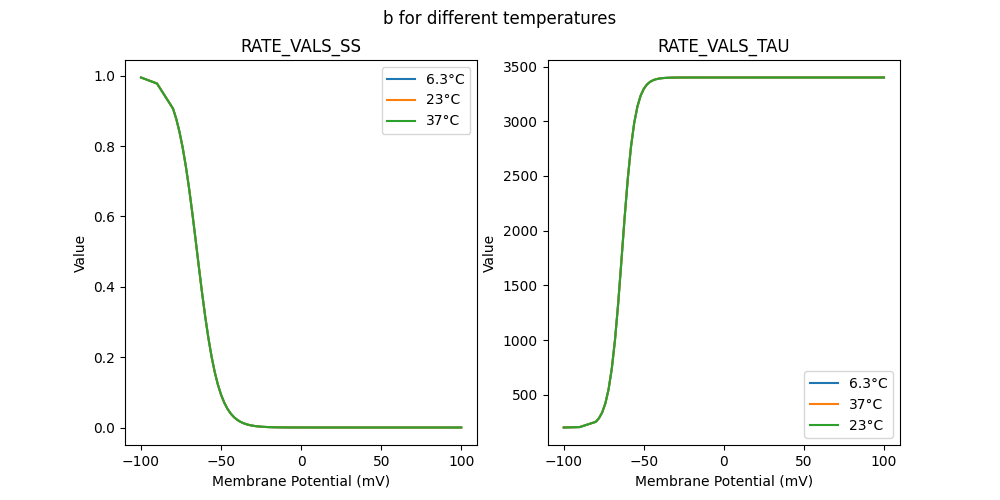 b for different temperatures
RATE_VALS_SS
1.0
0.8
0.6
0.4
0.2
0.0
Value
−100
−50
0
50
100
Membrane Potential (mV)
6.3°C
23°C
37°C
RATE_VALS_TAU
3500
3000
2500
2000
1500
1000
500
Value
−100
−50
0
50
100
Membrane Potential (mV)
6.3°C
37°C
23°C